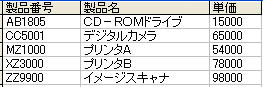 製品番号 製品名 単価
AB1805 CD－ROMドライブ 15000
CC5001 デジタルカメラ 65000
MZ1000 プリンタA 54000
XZ3000 プリンタB 78000
ZZ9900 イメージスキャナ 98000